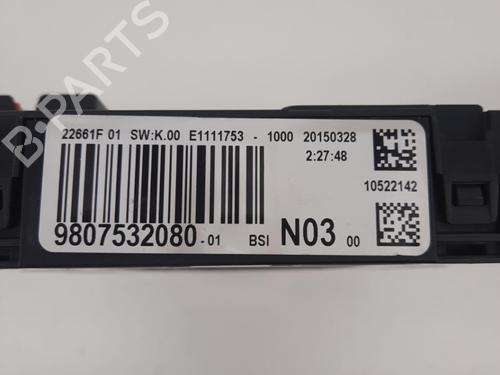 22661F 01 SW:K.00 E1111753 - 1000 20150328
2:27:48
10522142
9807532080-01 BSI N03 00
B-PARTS